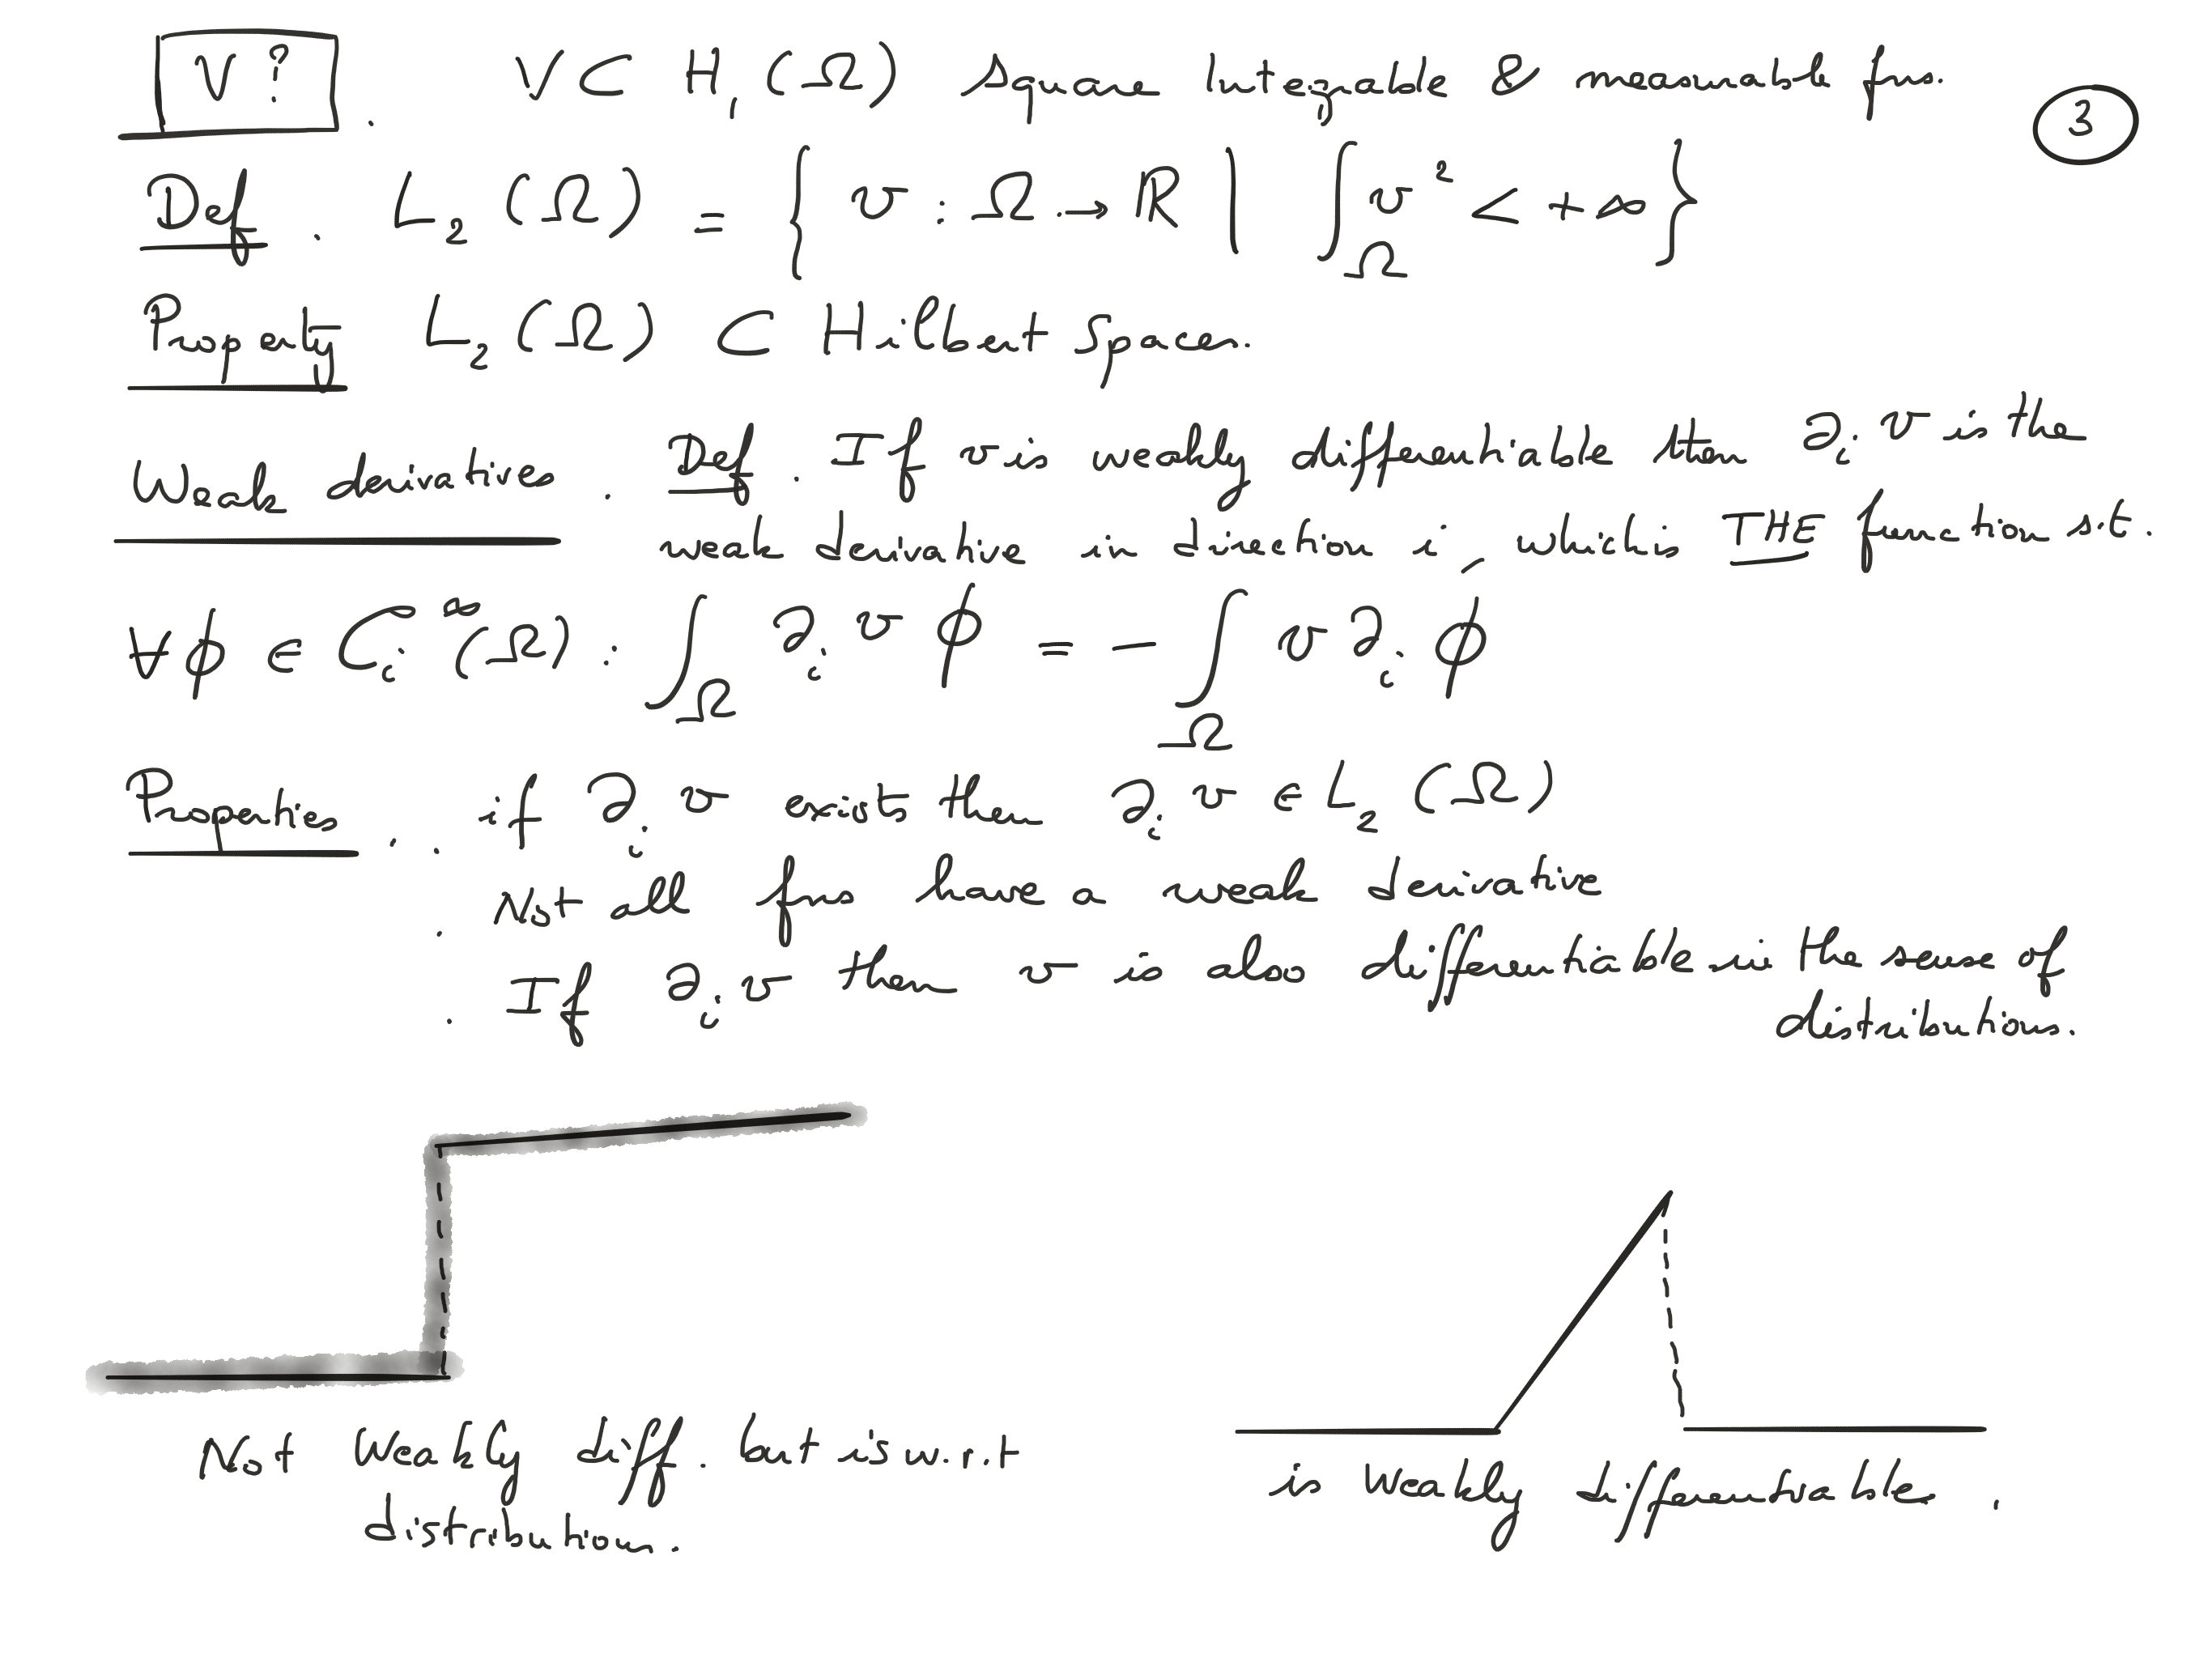 V ? . V ⊂ H₁ (Ω) Square Integrable & measurable fns.
③
Def . L₂ (Ω) = { v : Ω → ℝ | ∫_Ω v² < +∞ }
Property L₂ (Ω) ⊂ Hilbert spaces.
Weak derivatives . Def . If v is weakly differentiable then ∂ᵢ v is the
weak derivative in direction i, which is THE function s.t.
∀ϕ ∈ Cᵢ^∞ (Ω) : ∫_Ω ∂ᵢ v ϕ = - ∫_Ω v ∂ᵢ ϕ
Properties . . if ∂ᵢ v exists then ∂ᵢ v ∈ L₂ (Ω)
. Not all fns have a weak derivative
. If ∂ᵢ v then v is also differentiable in the sense of
distributions.
Not weakly diff. but is w.r.t
distribution.
is weakly differentiable .